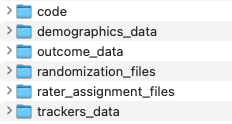 code
demographics_data
outcome_data
randomization_files
rater_assignment_files
trackers_data